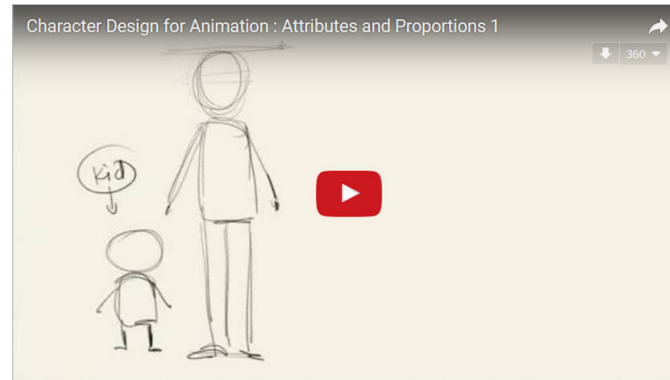 Character Design for Animation : Attributes and Proportions 1
360
Kid